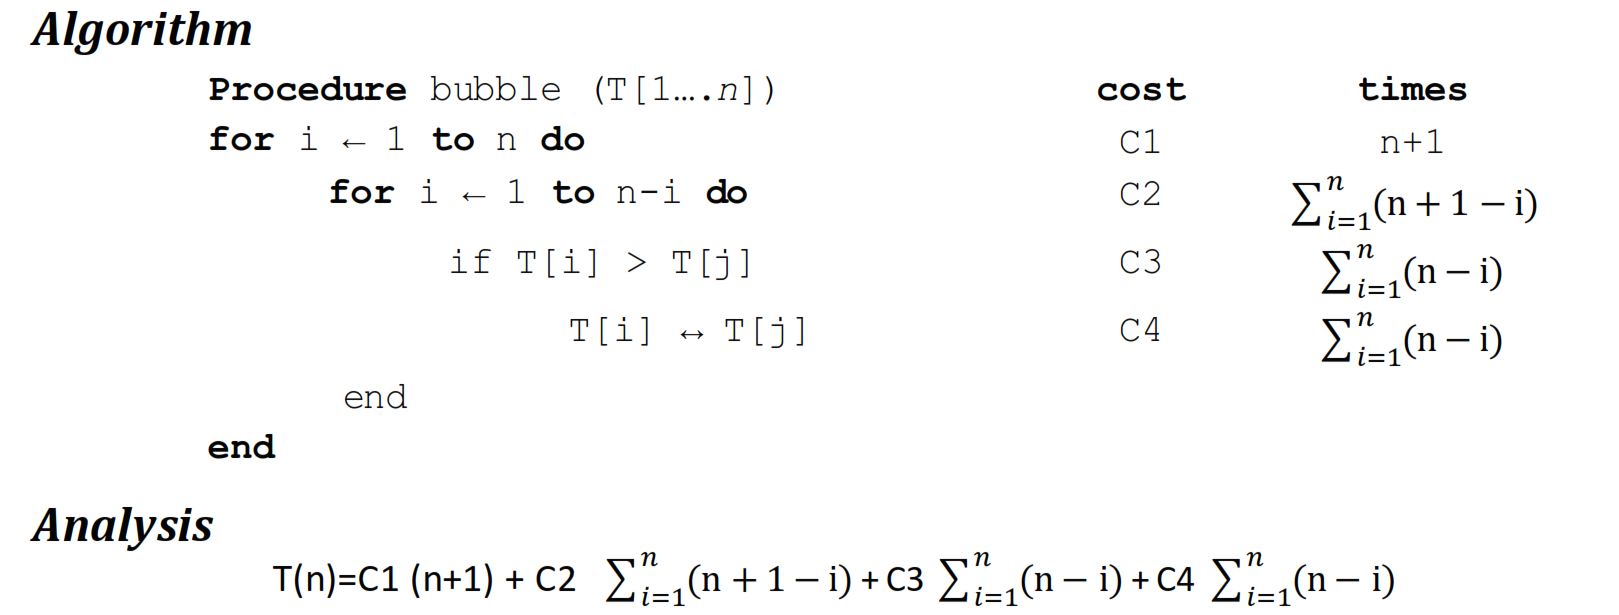 Algorithm
Procedure bubble (T[1….n]) cost times
for i ← 1 to n do C1 n+1
for i ← 1 to n-i do C2 ∑ⁿᵢ₌₁(n + 1 − i)
if T[i] > T[j] C3 ∑ⁿᵢ₌₁(n − i)
T[i] ↔ T[j] C4 ∑ⁿᵢ₌₁(n − i)
end
end
Analysis
T(n)=C1 (n+1) + C2 ∑ⁿᵢ₌₁(n + 1 − i) + C3 ∑ⁿᵢ₌₁(n − i) + C4 ∑ⁿᵢ₌₁(n − i)